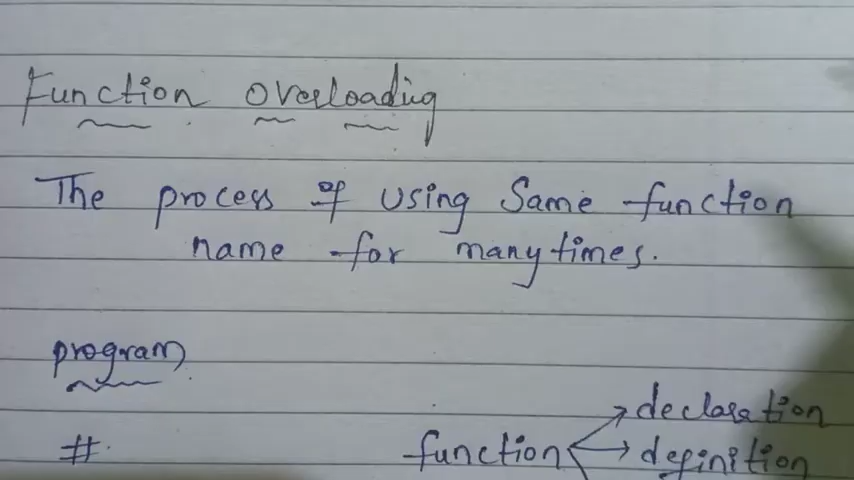 Function Overloading
The process of using Same function
name for many times.
program
→ declaration
# function → definition